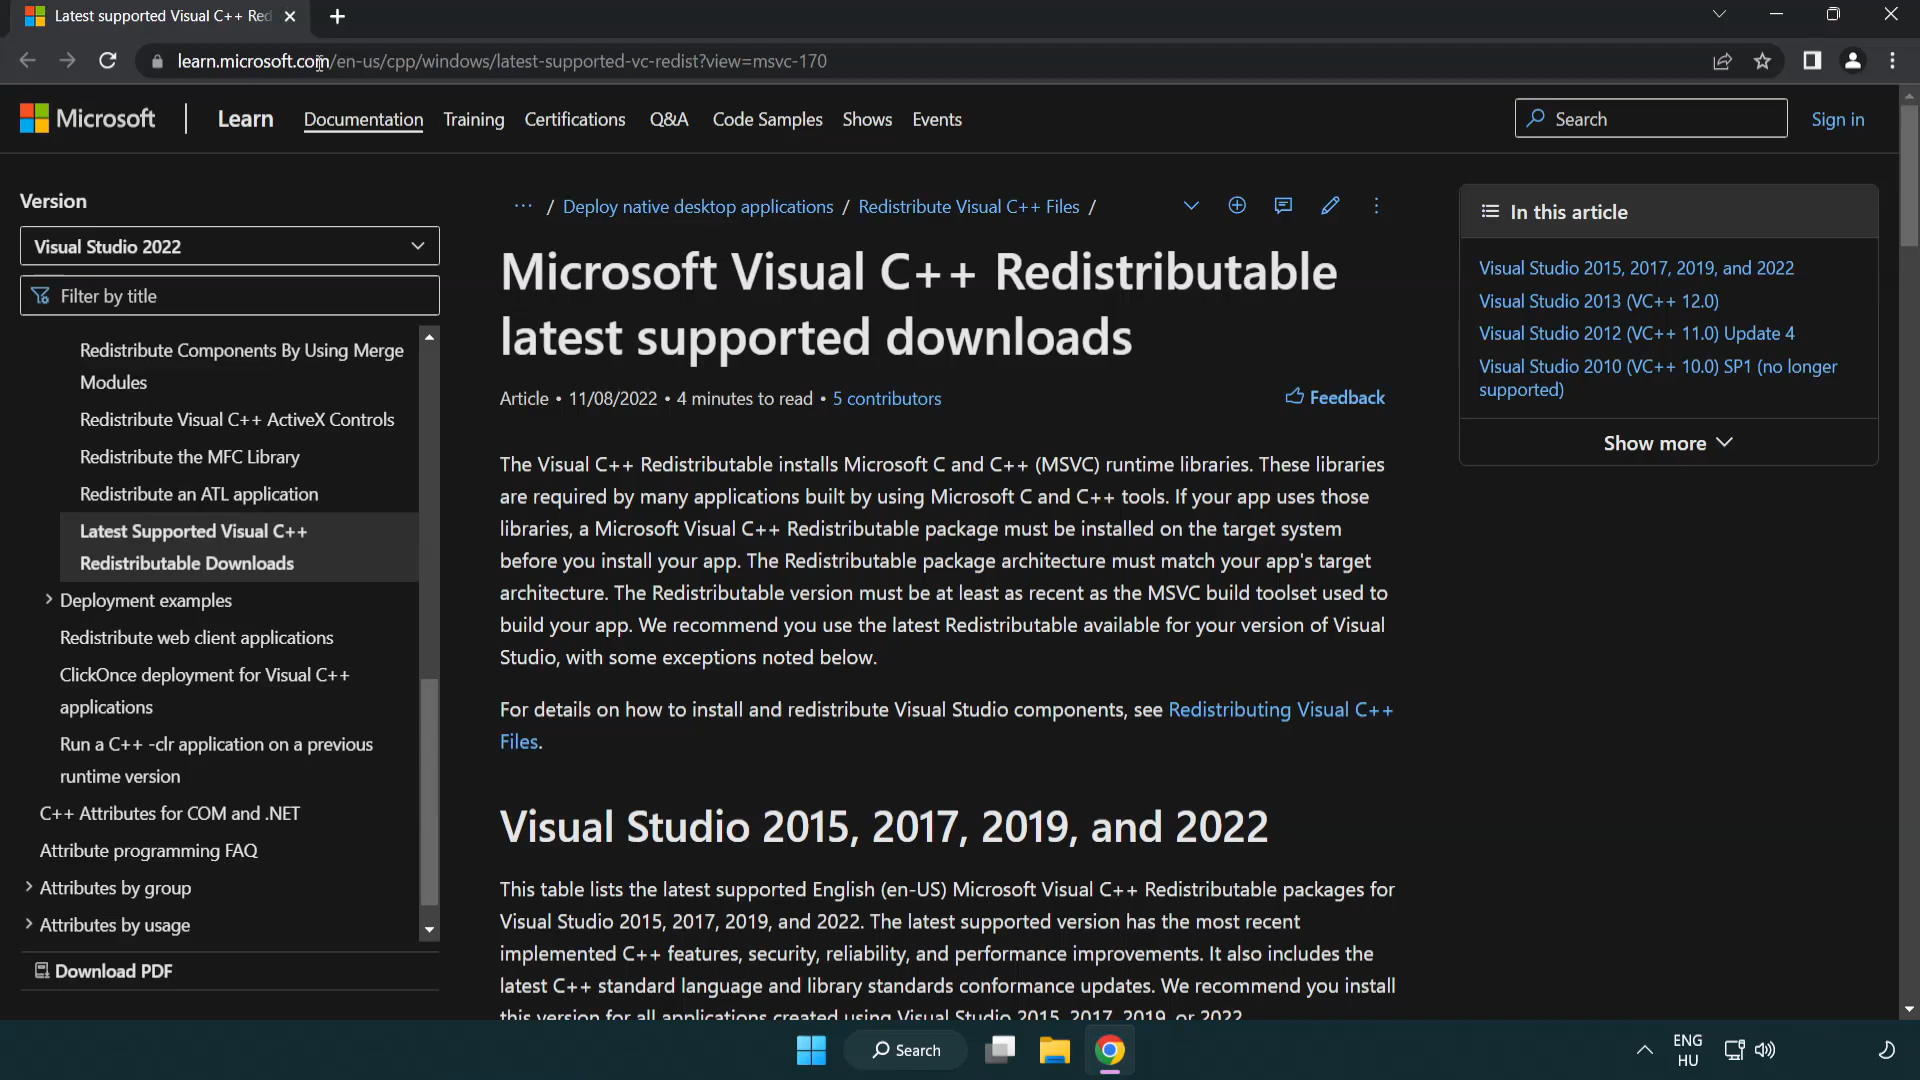 Latest supported Visual C++ Red
learn.microsoft.com/en-us/cpp/windows/latest-supported-vc-redist?view=msvc-170
Microsoft
Learn
Documentation
Training
Certifications
Q&A
Code Samples
Shows
Events
Search
Sign in
Version
Visual Studio 2022
Filter by title
Redistribute Components By Using Merge
Modules
Redistribute Visual C++ ActiveX Controls
Redistribute the MFC Library
Redistribute an ATL application
Latest Supported Visual C++
Redistributable Downloads
Deployment examples
Redistribute web client applications
ClickOnce deployment for Visual C++
applications
Run a C++ -clr application on a previous
runtime version
C++ Attributes for COM and .NET
Attribute programming FAQ
Attributes by group
Attributes by usage
Download PDF
··· / Deploy native desktop applications / Redistribute Visual C++ Files /
Microsoft Visual C++ Redistributable
latest supported downloads
Article • 11/08/2022 • 4 minutes to read • 5 contributors
Feedback
The Visual C++ Redistributable installs Microsoft C and C++ (MSVC) runtime libraries. These libraries
are required by many applications built by using Microsoft C and C++ tools. If your app uses those
libraries, a Microsoft Visual C++ Redistributable package must be installed on the target system
before you install your app. The Redistributable package architecture must match your app's target
architecture. The Redistributable version must be at least as recent as the MSVC build toolset used to
build your app. We recommend you use the latest Redistributable available for your version of Visual
Studio, with some exceptions noted below.
For details on how to install and redistribute Visual Studio components, see Redistributing Visual C++
Files.
Visual Studio 2015, 2017, 2019, and 2022
This table lists the latest supported English (en-US) Microsoft Visual C++ Redistributable packages for
Visual Studio 2015, 2017, 2019, and 2022. The latest supported version has the most recent
implemented C++ features, security, reliability, and performance improvements. It also includes the
latest C++ standard language and library standards conformance updates. We recommend you install
this version for all applications created using Visual Studio 2015, 2017, 2019, or 2022.
In this article
Visual Studio 2015, 2017, 2019, and 2022
Visual Studio 2013 (VC++ 12.0)
Visual Studio 2012 (VC++ 11.0) Update 4
Visual Studio 2010 (VC++ 10.0) SP1 (no longer
supported)
Show more
Search
ENG
HU